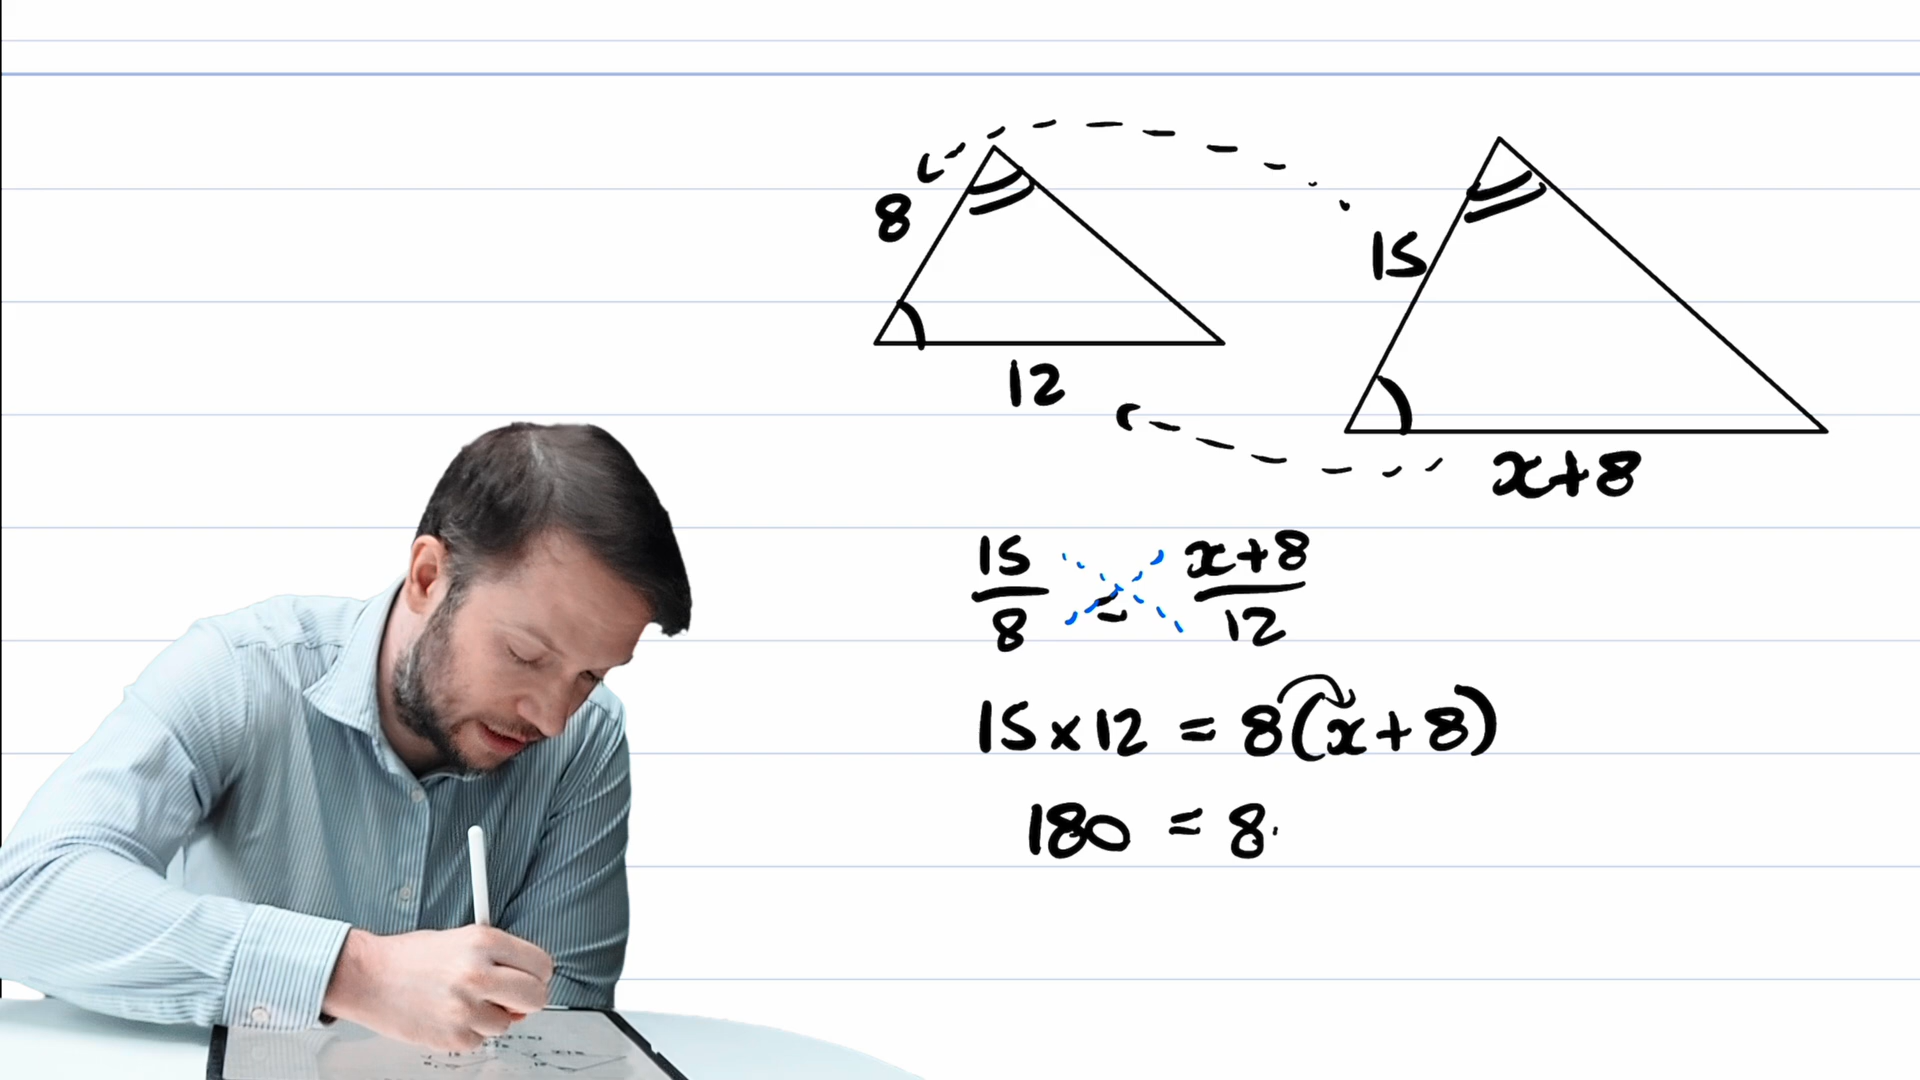 8
15
12
x+8
15/8 = x+8/12
15×12 = 8(x+8)
180 = 8